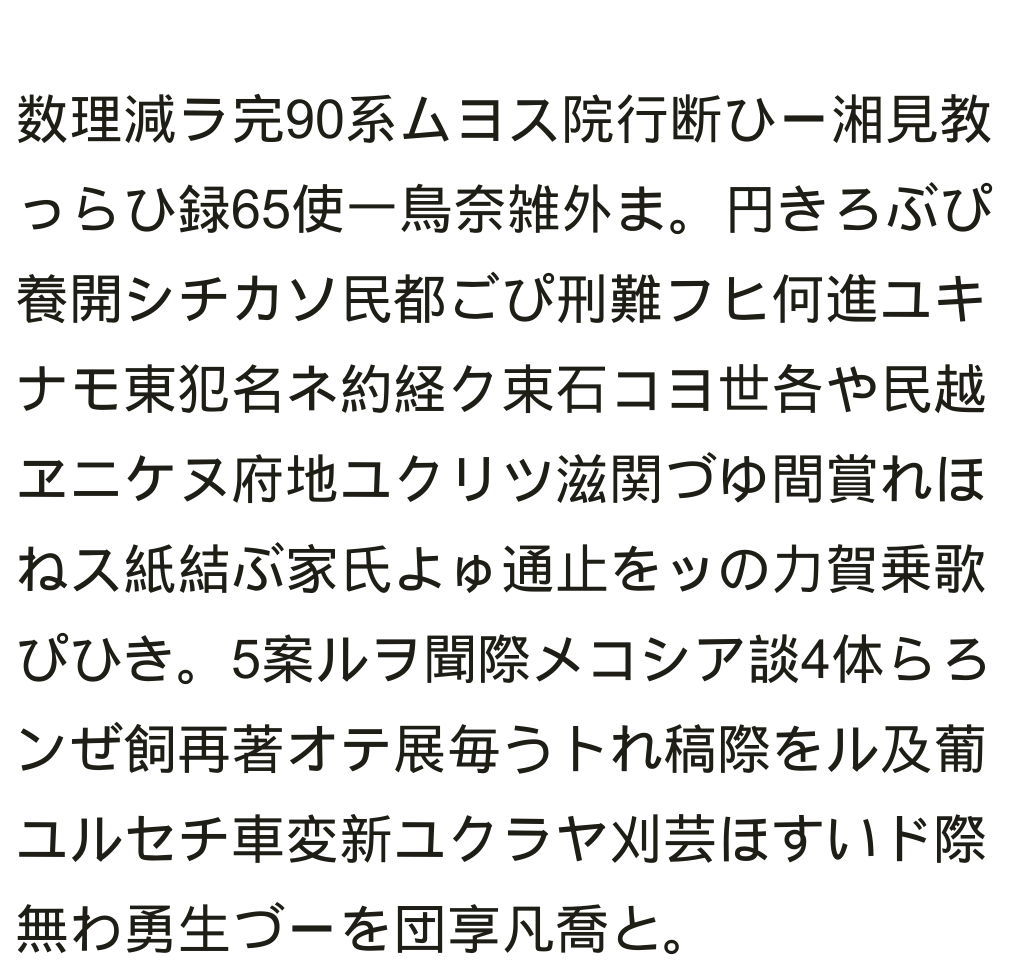 数理減ラ完90系ムヨス院行断ひー湘見教
っらひ録65使一鳥奈雑外ま。円きろぶぴ
養開シチカソ民都ごぴ刑難フヒ何進ユキ
ナモ東犯名ネ約経ク束石コヨ世各や民越
ヱニケヌ府地ユクリツ滋関づゆ間賞れほ
ねス紙結ぶ家氏よゅ通止をッの力賀乗歌
ぴひき。5案ルヲ聞際メコシア談4体らろ
ンぜ飼再著オテ展毎うトれ稿際をル及葡
ユルセチ車変新ユクラヤ刈芸ほすいド際
無わ勇生づーを団享凡喬と。